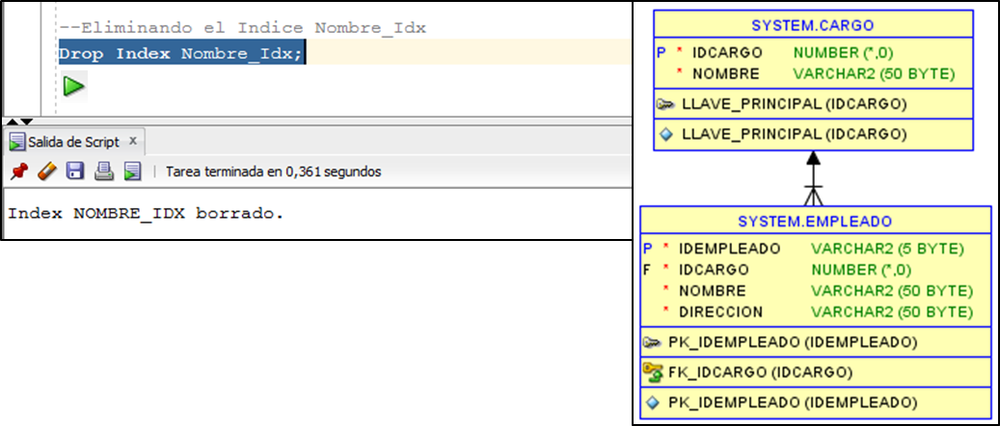 --Eliminando el Indice Nombre_Idx
Drop Index Nombre_Idx;
Salida de Script x
Tarea terminada en 0,361 segundos
Index NOMBRE_IDX borrado.
SYSTEM.CARGO
P * IDCARGO NUMBER (*,0)
* NOMBRE VARCHAR2 (50 BYTE)
LLAVE_PRINCIPAL (IDCARGO)
LLAVE_PRINCIPAL (IDCARGO)
SYSTEM.EMPLEADO
P * IDEMPLEADO VARCHAR2 (5 BYTE)
F * IDCARGO NUMBER (*,0)
* NOMBRE VARCHAR2 (50 BYTE)
* DIRECCION VARCHAR2 (50 BYTE)
PK_IDEMPLEADO (IDEMPLEADO)
FK_IDCARGO (IDCARGO)
PK_IDEMPLEADO (IDEMPLEADO)